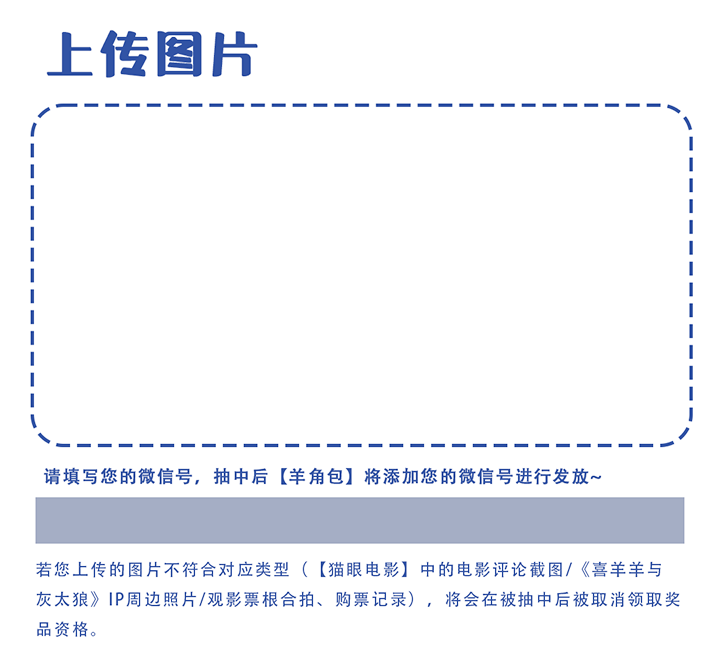 上传图片
请填写您的微信号，抽中后【羊角包】将添加您的微信号进行发放~
若您上传的图片不符合对应类型（【猫眼电影】中的电影评论截图/《喜羊羊与
灰太狼》IP周边照片/观影票根合拍、购票记录），将会在被抽中后被取消领取奖
品资格。